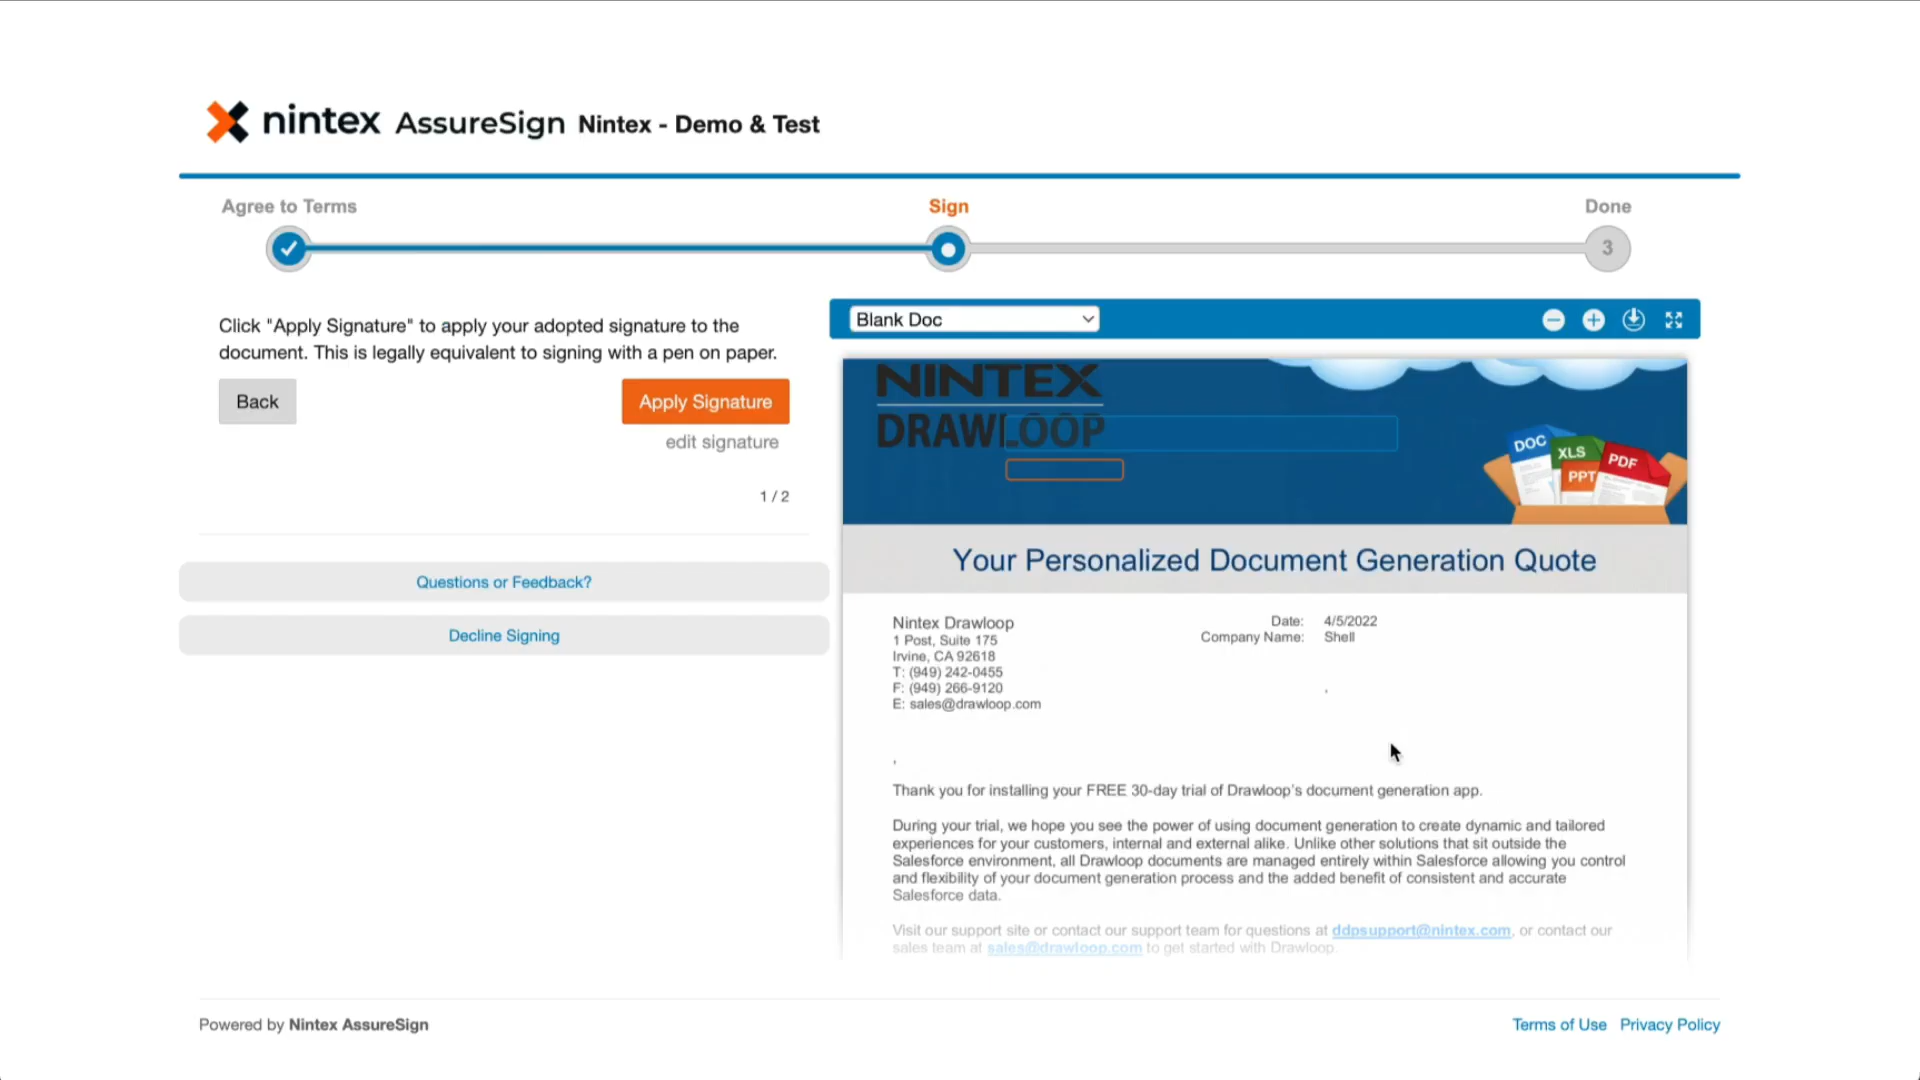 nintex AssureSign Nintex - Demo & Test
Agree to Terms
Sign
Done
3
Click "Apply Signature" to apply your adopted signature to the
document. This is legally equivalent to signing with a pen on paper.
Back
Apply Signature
edit signature
1 / 2
Questions or Feedback?
Decline Signing
Blank Doc
NINTEX
DRAWLOOP
DOC
XLS
PPT
PDF
Your Personalized Document Generation Quote
Nintex Drawloop
1 Post, Suite 175
Irvine, CA 92618
T: (949) 242-0455
F: (949) 266-9120
E: sales@drawloop.com
Date: 4/5/2022
Company Name: Shell
,
,
Thank you for installing your FREE 30-day trial of Drawloop's document generation app.
During your trial, we hope you see the power of using document generation to create dynamic and tailored
experiences for your customers, internal and external alike. Unlike other solutions that sit outside the
Salesforce environment, all Drawloop documents are managed entirely within Salesforce allowing you control
and flexibility of your document generation process and the added benefit of consistent and accurate
Salesforce data.
Visit our support site or contact our support team for questions at ddpsupport@nintex.com, or contact our
sales team at sales@drawloop.com to get started with Drawloop.
Powered by Nintex AssureSign
Terms of Use Privacy Policy